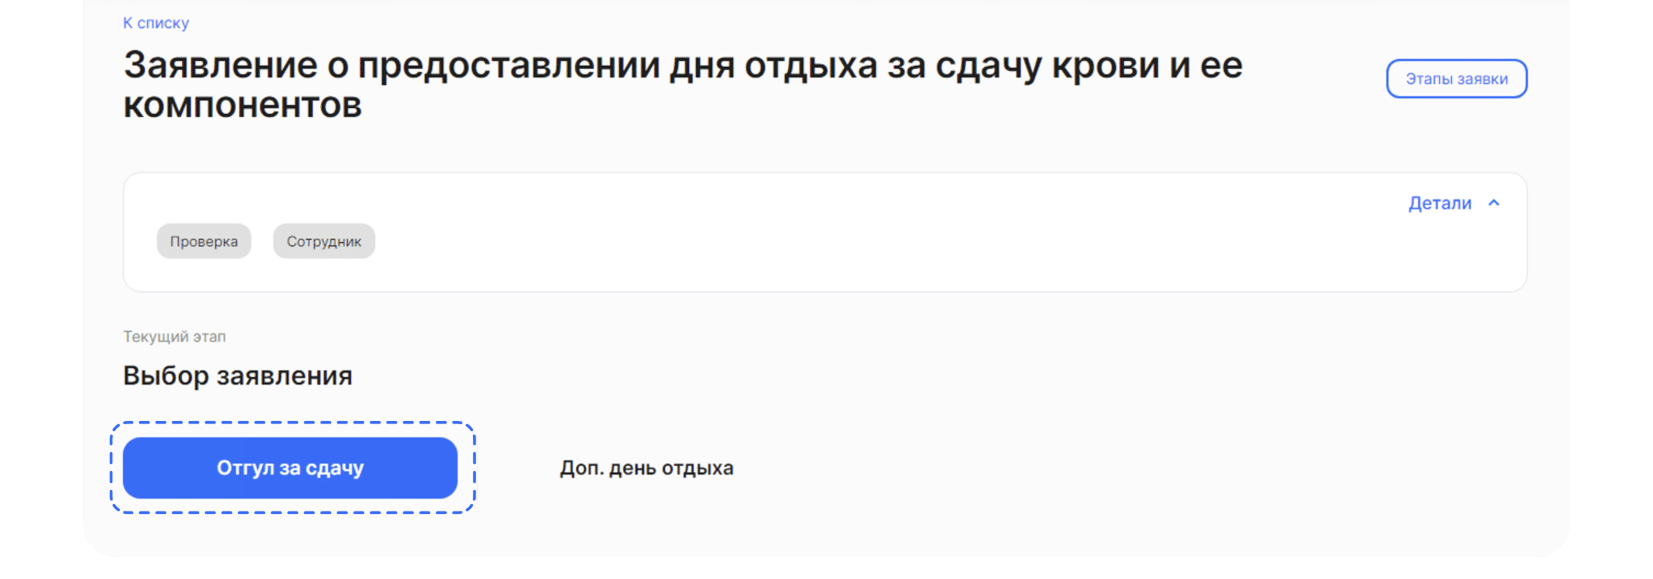 К списку
Заявление о предоставлении дня отдыха за сдачу крови и ее
компонентов
Этапы заявки
Детали
Проверка
Сотрудник
Текущий этап
Выбор заявления
Отгул за сдачу
Доп. день отдыха